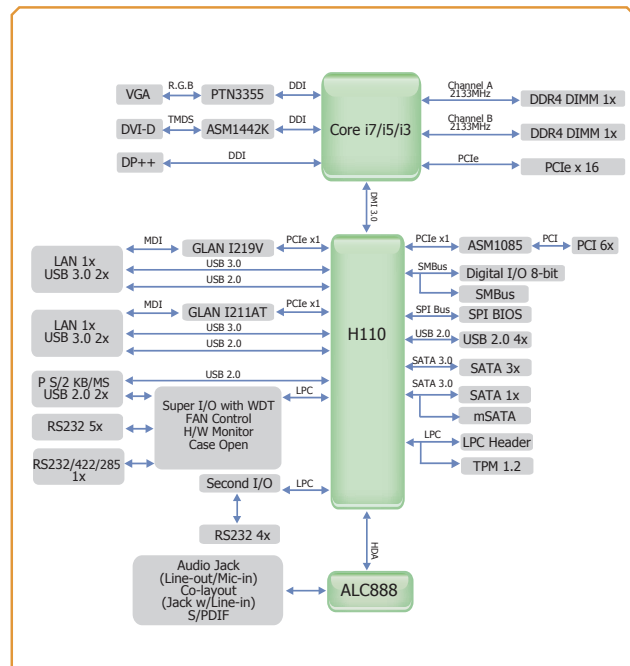 VGA
R.G.B
PTN3355
DDI
DVI-D
TMDS
ASM1442K
DDI
DP++
DDI
Core i7/i5/i3
Channel A
2133MHz
DDR4 DIMM 1x
Channel B
2133MHz
DDR4 DIMM 1x
PCIe
PCIe x 16
DMI 3.0
LAN 1x
USB 3.0 2x
MDI
GLAN I219V
PCIe x1
USB 3.0
USB 2.0
LAN 1x
USB 3.0 2x
MDI
GLAN I211AT
PCIe x1
USB 3.0
USB 2.0
P S/2 KB/MS
USB 2.0 2x
USB 2.0
RS232 5x
RS232/422/285
1x
Super I/O with WDT
FAN Control
H/W Monitor
Case Open
LPC
Second I/O
LPC
RS232 4x
H110
PCIe x1
ASM1085
PCI
PCI 6x
SMBus
Digital I/O 8-bit
SMBus
SPI Bus
SPI BIOS
USB 2.0
USB 2.0 4x
SATA 3.0
SATA 3x
SATA 3.0
SATA 1x
mSATA
LPC
LPC Header
TPM 1.2
HDA
Audio Jack
(Line-out/Mic-in)
Co-layout
(Jack w/Line-in)
S/PDIF
ALC888